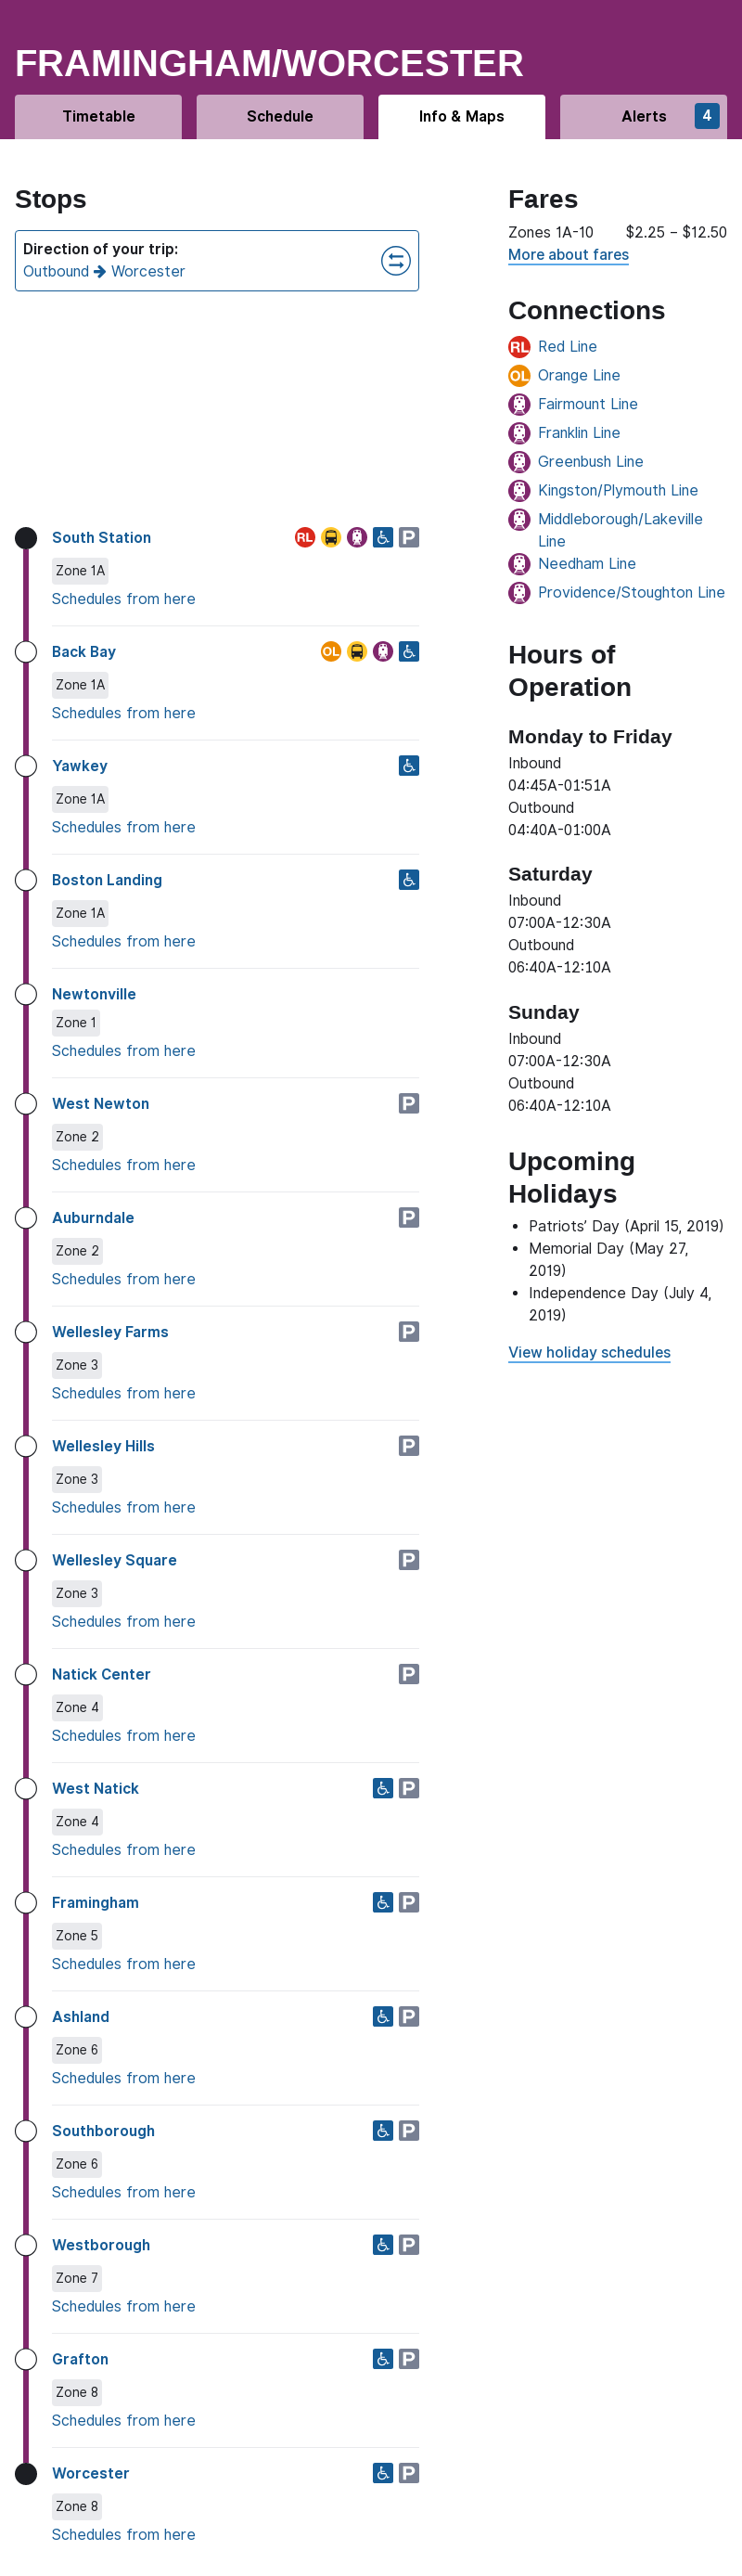 FRAMINGHAM/WORCESTER
Timetable
Schedule
Info & Maps
Alerts
4
Stops
Direction of your trip:
Outbound → Worcester
South Station
RL
P
Zone 1A
Schedules from here
Back Bay
OL
Zone 1A
Schedules from here
Yawkey
Zone 1A
Schedules from here
Boston Landing
Zone 1A
Schedules from here
Newtonville
Zone 1
Schedules from here
West Newton
P
Zone 2
Schedules from here
Auburndale
P
Zone 2
Schedules from here
Wellesley Farms
P
Zone 3
Schedules from here
Wellesley Hills
P
Zone 3
Schedules from here
Wellesley Square
P
Zone 3
Schedules from here
Natick Center
P
Zone 4
Schedules from here
West Natick
P
Zone 4
Schedules from here
Framingham
P
Zone 5
Schedules from here
Ashland
P
Zone 6
Schedules from here
Southborough
P
Zone 6
Schedules from here
Westborough
P
Zone 7
Schedules from here
Grafton
P
Zone 8
Schedules from here
Worcester
P
Zone 8
Schedules from here
Fares
Zones 1A-10 $2.25 – $12.50
More about fares
Connections
RL Red Line
OL Orange Line
Fairmount Line
Franklin Line
Greenbush Line
Kingston/Plymouth Line
Middleborough/Lakeville
Line
Needham Line
Providence/Stoughton Line
Hours of
Operation
Monday to Friday
Inbound
04:45A-01:51A
Outbound
04:40A-01:00A
Saturday
Inbound
07:00A-12:30A
Outbound
06:40A-12:10A
Sunday
Inbound
07:00A-12:30A
Outbound
06:40A-12:10A
Upcoming
Holidays
• Patriots’ Day (April 15, 2019)
• Memorial Day (May 27,
2019)
• Independence Day (July 4,
2019)
View holiday schedules